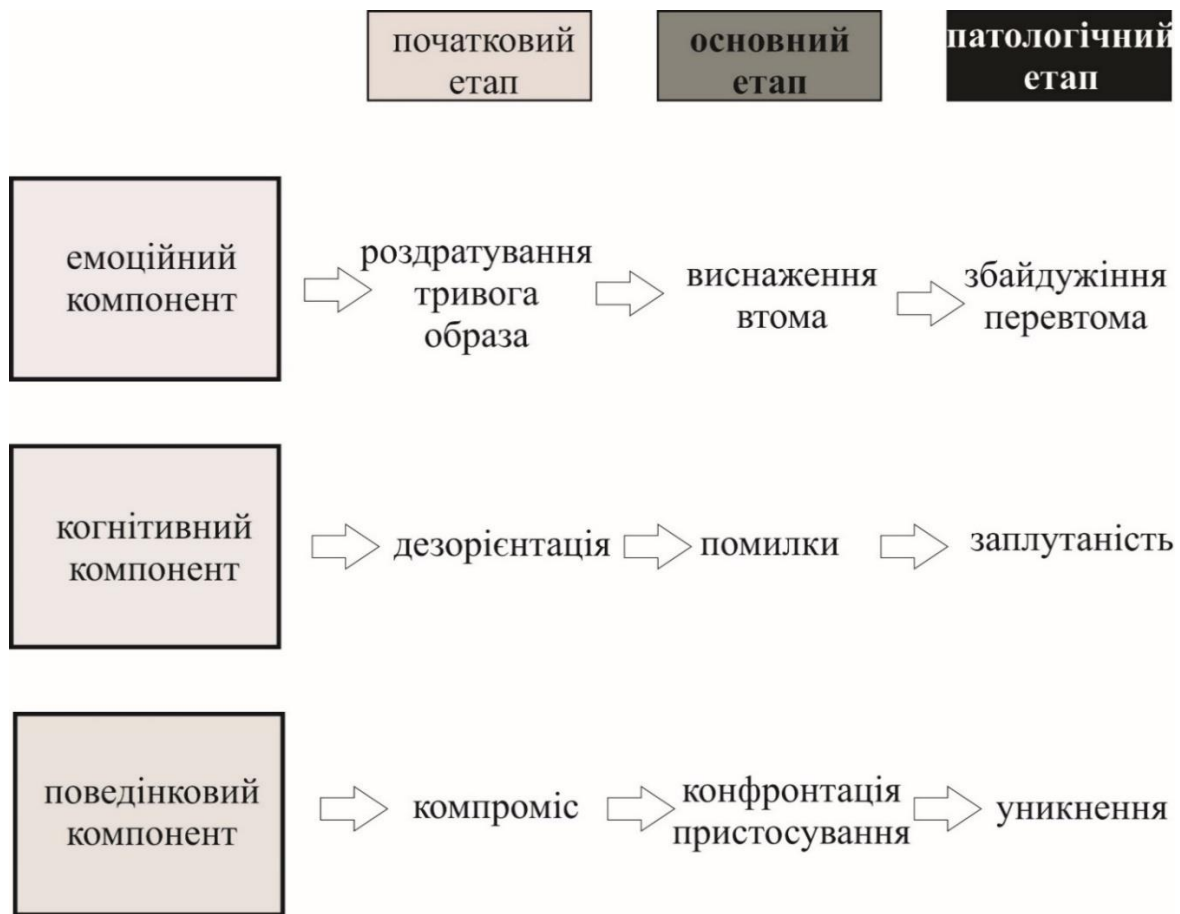 початковий
етап
основний
етап
патологічний
етап
емоційний
компонент
роздратування
тривога
образа
виснаження
втома
збайдужіння
перевтома
когнітивний
компонент
дезорієнтація
помилки
заплутаність
поведінковий
компонент
компроміс
конфронтація
пристосування
уникнення